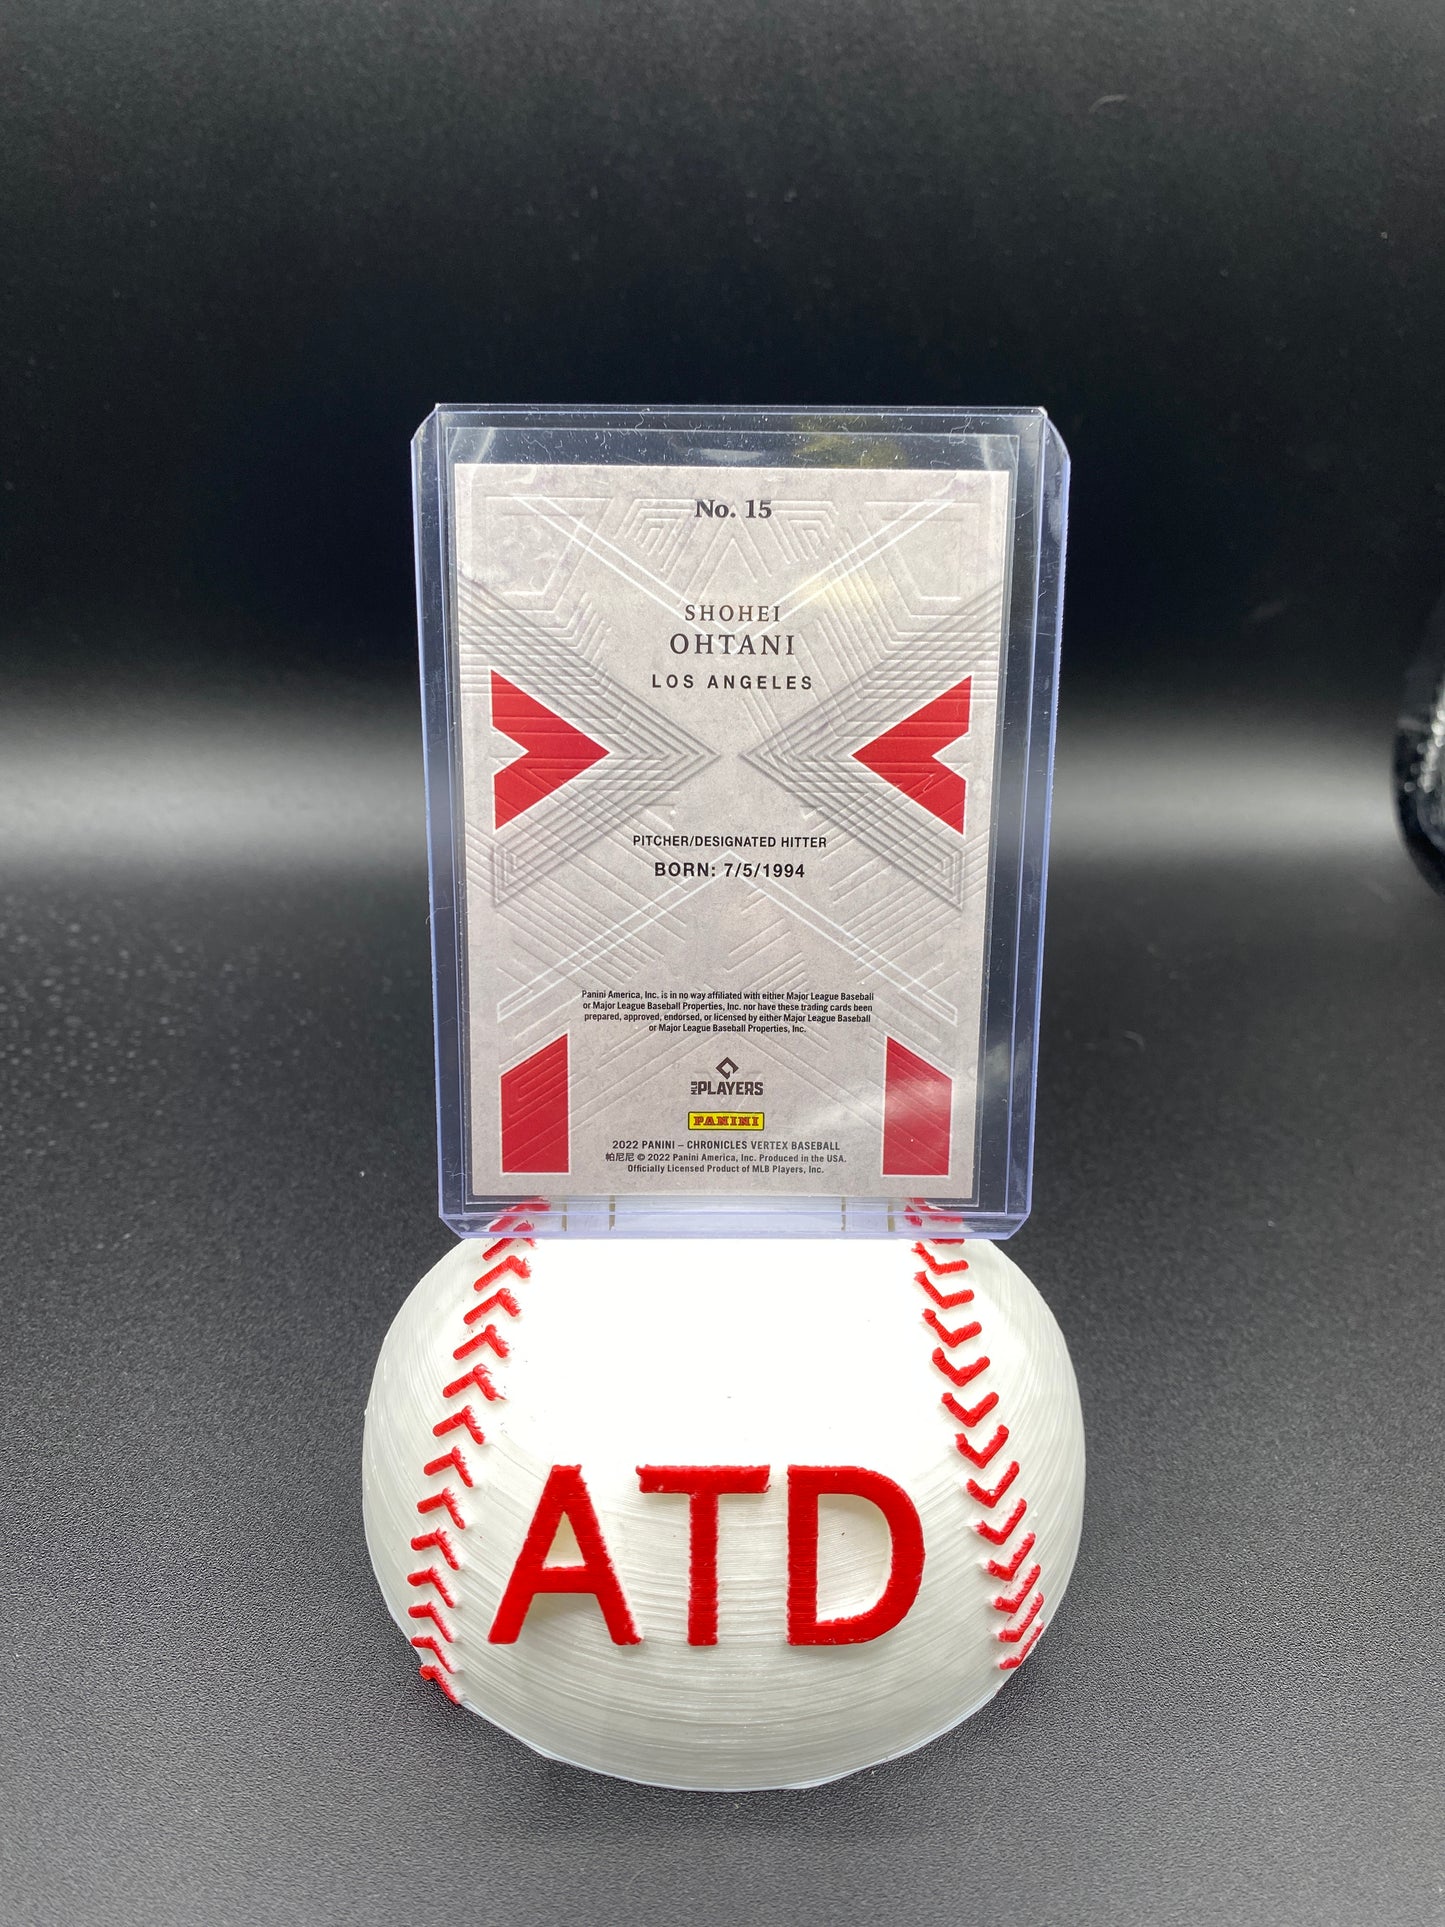 No. 15
SHOHEI
OHTANI
LOS ANGELES
PITCHER/DESIGNATED HITTER
BORN: 7/5/1994
Panini America, Inc. is in no way affiliated with either Major League Baseball
or Major League Baseball Properties, Inc. nor have these trading cards been
prepared, approved, endorsed, or licensed by either Major League Baseball
or Major League Baseball Properties, Inc.
MLB PLAYERS
PANINI
2022 PANINI – CHRONICLES VERTEX BASEBALL
帕尼尼 © 2022 Panini America, Inc. Produced in the USA.
Officially Licensed Product of MLB Players, Inc.
ATD